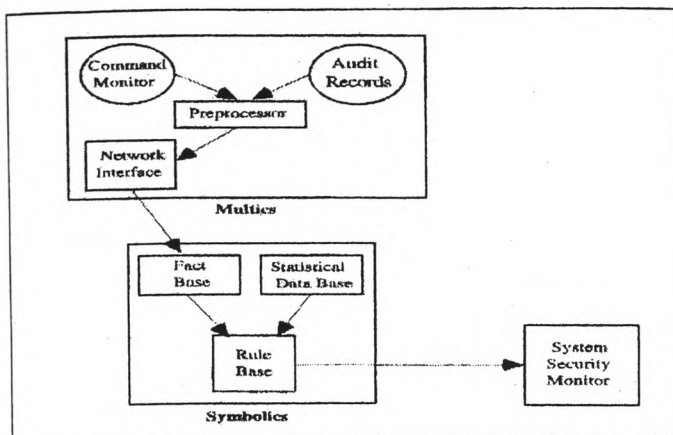 Command
Monitor
Audit
Records
Preprocessor
Network
Interface
Multics
Fact
Base
Statistical
Data Base
Rule
Base
Symbolics
System
Security
Monitor